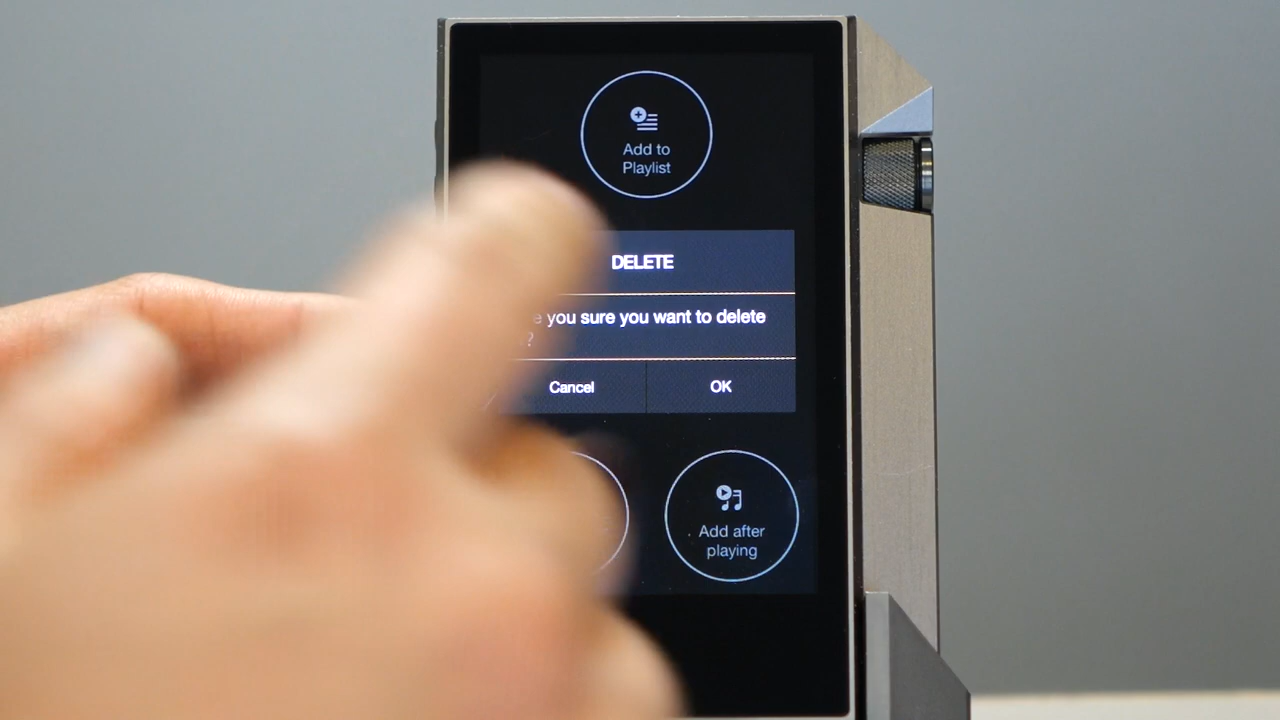 Add to
Playlist
DELETE
you sure you want to delete
?
Cancel
OK
Add after
playing